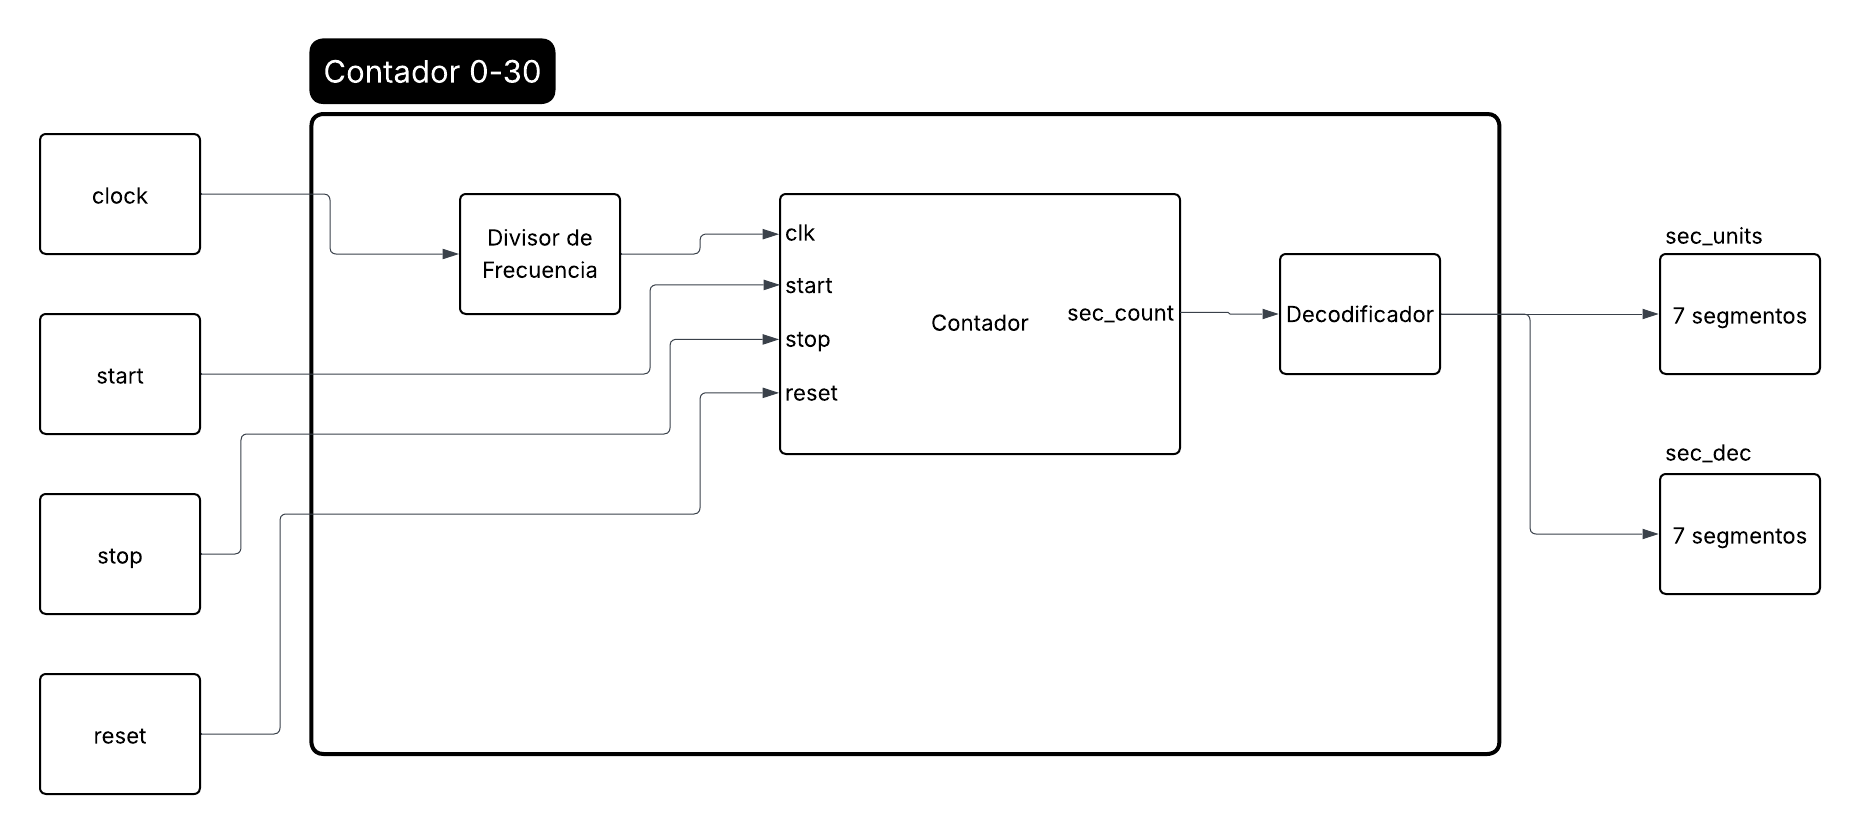 Contador 0-30
clock
start
stop
reset
Divisor de
Frecuencia
clk
start
stop
reset
Contador
sec_count
Decodificador
sec_units
7 segmentos
sec_dec
7 segmentos